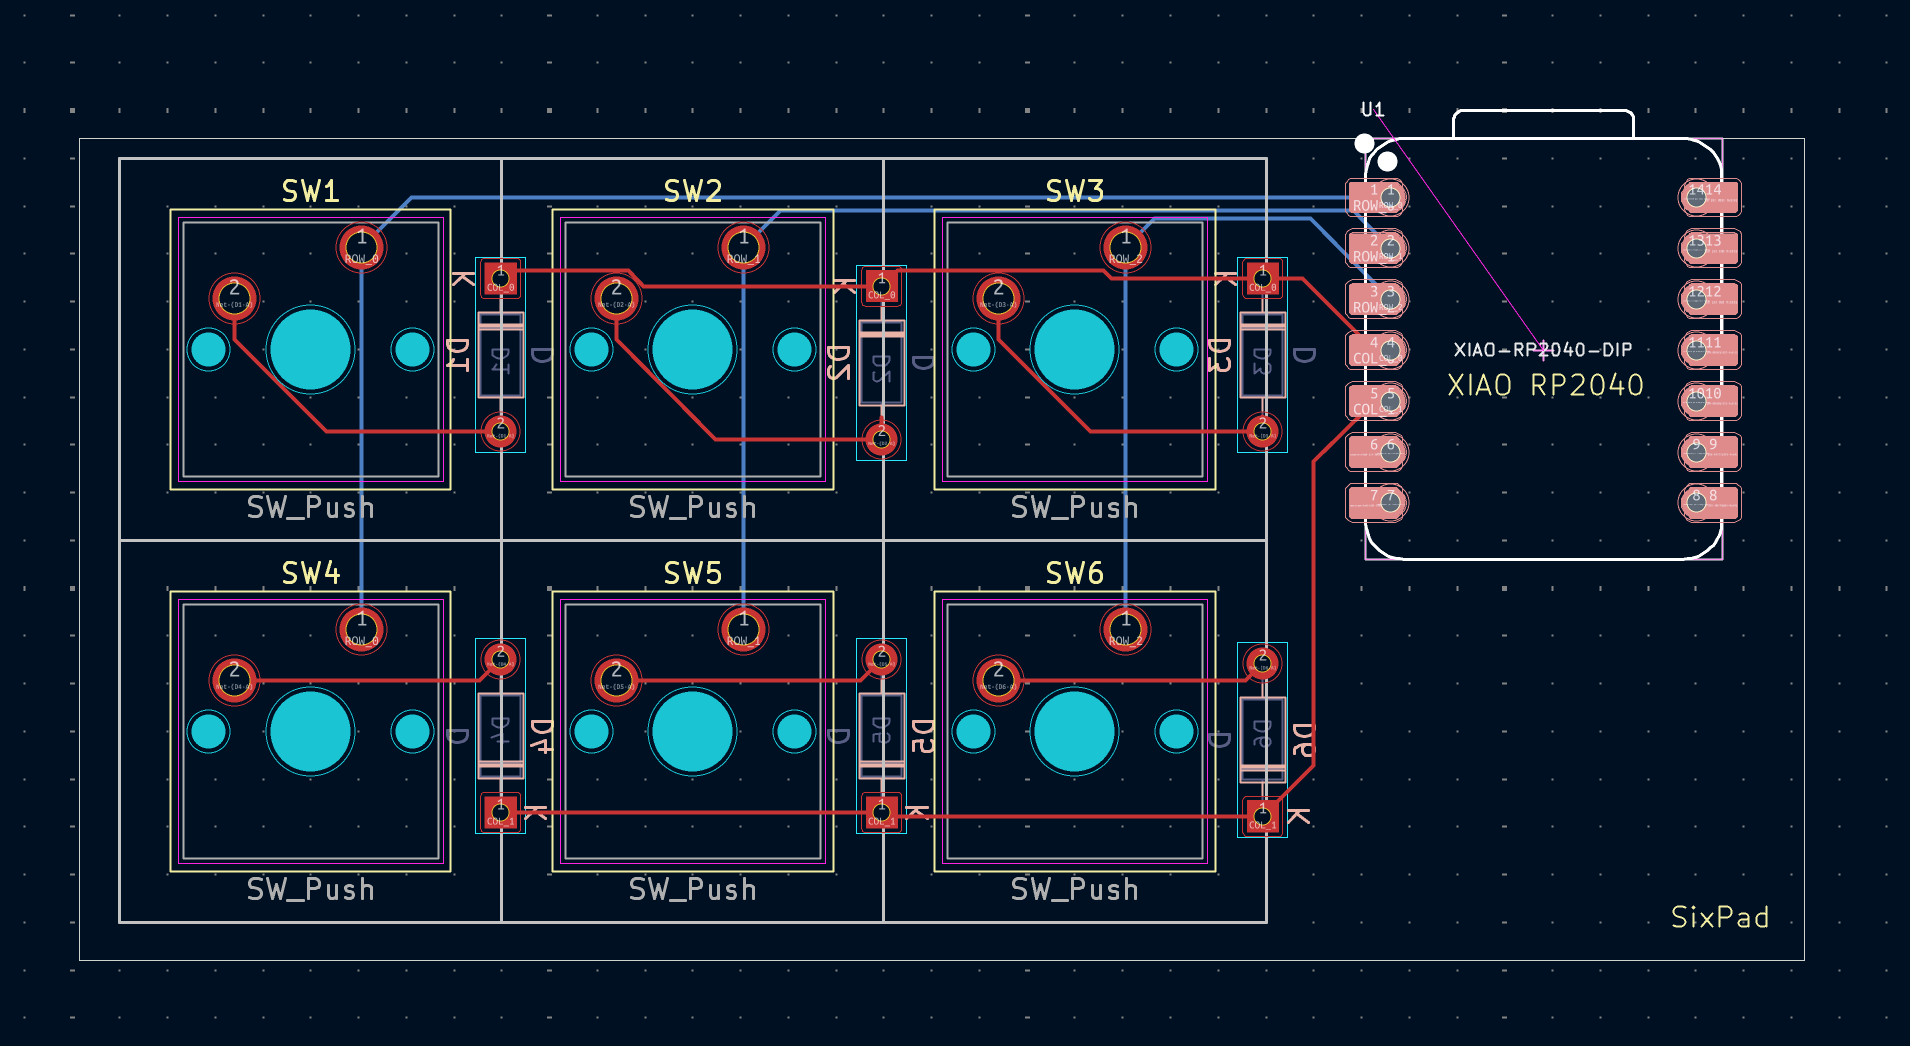 U1
SW1
SW2
SW3
1
ROW_0
1
ROW_1
1
ROW_2
2
2
2
K
1
COL_0
K
1
COL_0
K
1
COL_0
D1
D1
D
D2
D2
D
D3
D3
D
2
2
2
SW_Push
SW_Push
SW_Push
1 1
ROW
2 2
ROW
3 3
ROW
4 4
COL
5 5
COL
6 6
7 7
1414
1313
1212
1111
1010
9 9
8 8
XIAO-RP2040-DIP
XIAO RP2040
SW4
SW5
SW6
1
ROW_0
1
ROW_1
1
ROW_2
2
2
2
2
2
2
D
D4
D4
D
D5
D5
D
D6
D6
1
COL_1
K
1
COL_1
K
1
COL_1
K
SW_Push
SW_Push
SW_Push
SixPad